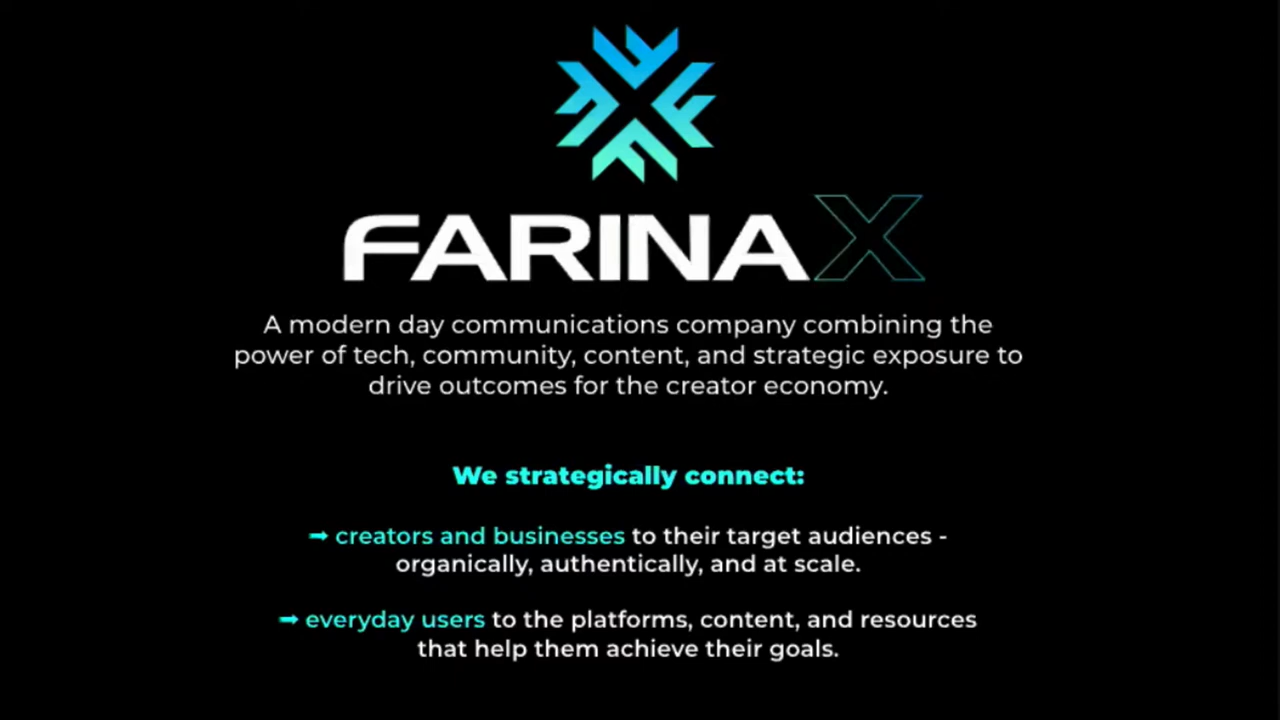 FARINAX
A modern day communications company combining the
power of tech, community, content, and strategic exposure to
drive outcomes for the creator economy.
We strategically connect:
➡ creators and businesses to their target audiences -
organically, authentically, and at scale.
➡ everyday users to the platforms, content, and resources
that help them achieve their goals.